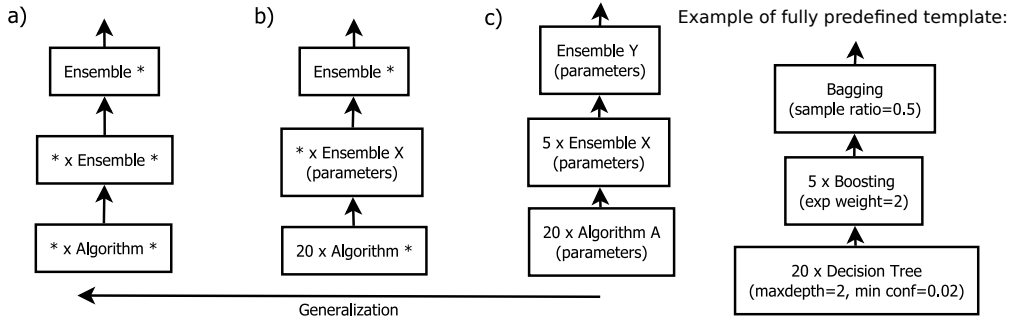 a)
Ensemble *
* x Ensemble *
* x Algorithm *
b)
Ensemble *
* x Ensemble X
(parameters)
20 x Algorithm *
c)
Ensemble Y
(parameters)
5 x Ensemble X
(parameters)
20 x Algorithm A
(parameters)
Generalization
Example of fully predefined template:
Bagging
(sample ratio=0.5)
5 x Boosting
(exp weight=2)
20 x Decision Tree
(maxdepth=2, min conf=0.02)